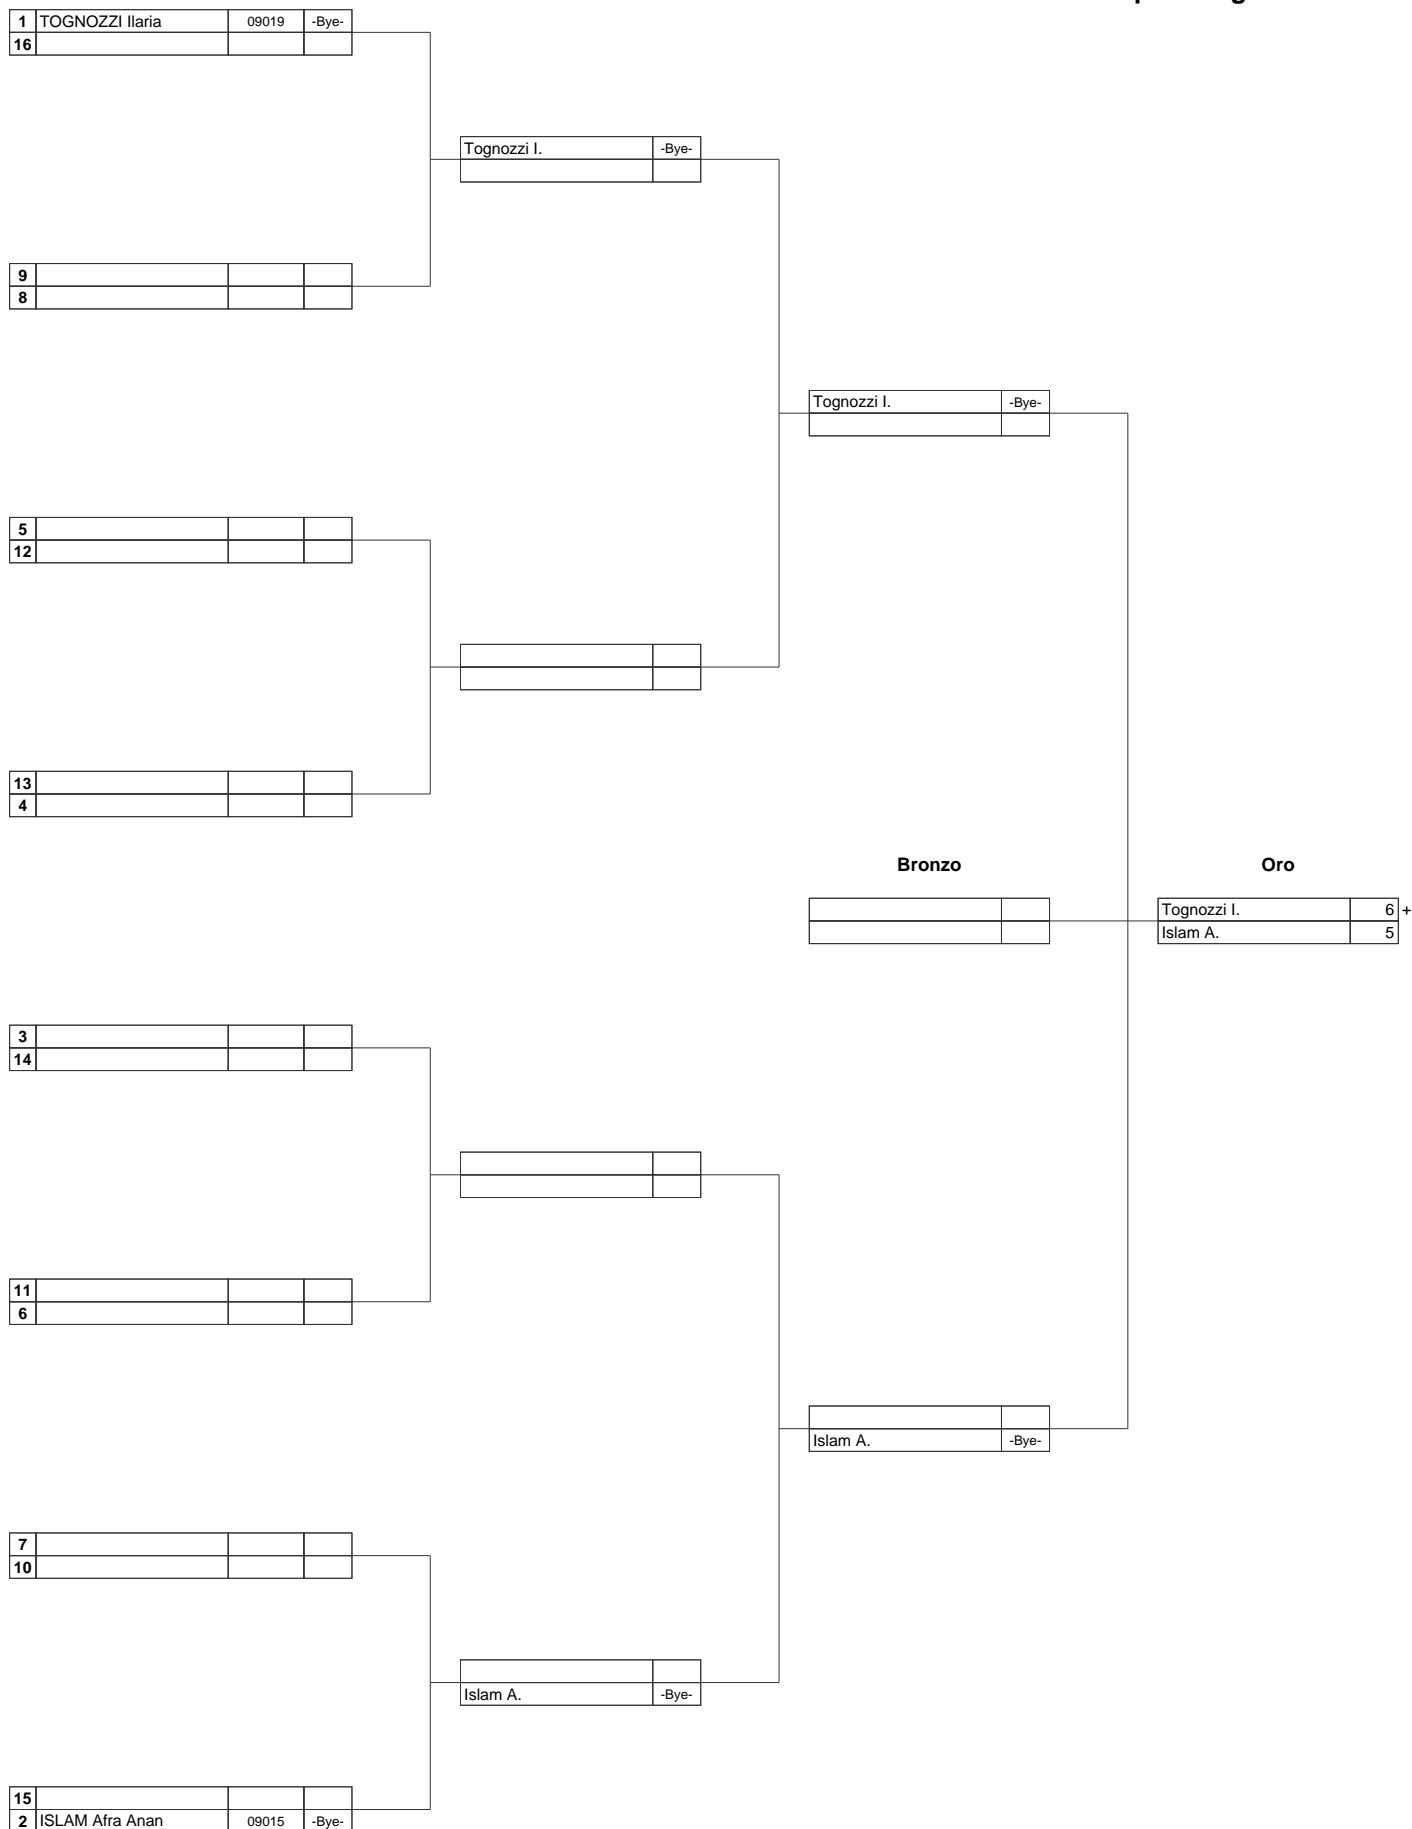 1 TOGNOZZI Ilaria 09019 -Bye-
16
Tognozzi I. -Bye-
9
8
Tognozzi I. -Bye-
5
12
13
4
Bronzo Oro
Tognozzi I. 6 +
Islam A. 5
3
14
11
6
Islam A. -Bye-
7
10
Islam A. -Bye-
15
2 ISLAM Afra Anan 09015 -Bye-